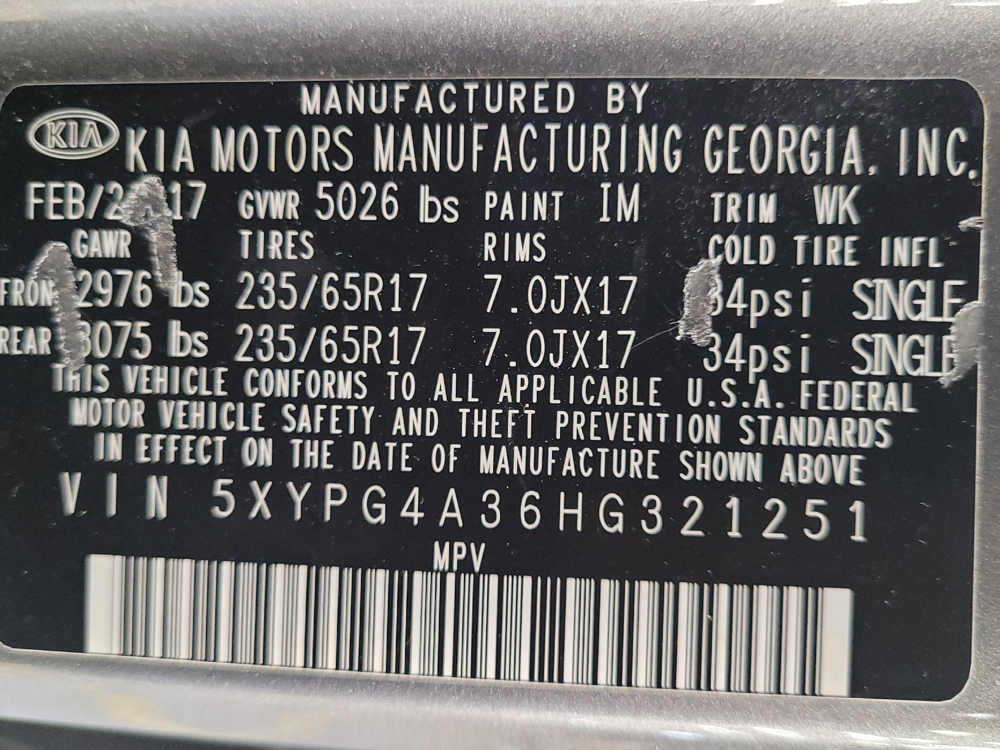 MANUFACTURED BY
KIA KIA MOTORS MANUFACTURING GEORGIA, INC.
GVWR 5026 lbs PAINT IM TRIM WK
GAWR TIRES RIMS COLD TIRE INFL
2976 lbs 235/65R17 7.0JX17 SINGLE
REAR lbs 235/65R17 7.0JX17 34psi SINGLE
THIS VEHICLE CONFORMS TO ALL APPLICABLE U.S.A. FEDERAL
MOTOR VEHICLE SAFETY AND THEFT PREVENTION STANDARDS
IN EFFECT ON THE DATE OF MANUFACTURE SHOWN ABOVE
VIN 5XYPG4A36HG321251
MPV